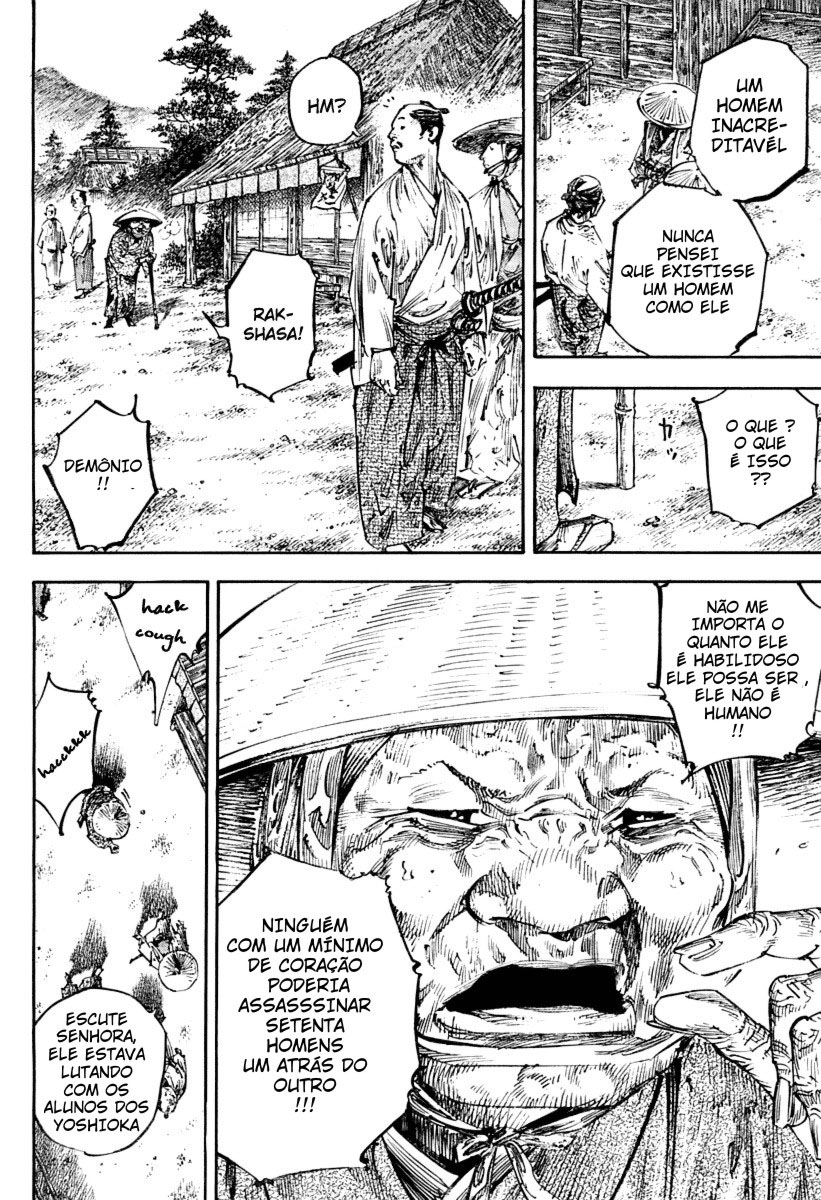 UM
HOMEM
INACRE-
DITAVÉL
NUNCA
PENSEI
QUE EXISTISSE
UM HOMEM
COMO ELE
O QUE ?
O QUE
É ISSO
??
カッ
HM?
RAK-
SHASA!
DEMÔNIO
!!
NÃO ME
IMPORTA O
QUANTO ELE
É HABILIDOSO
ELE POSSA SER ,
ELE NÃO É
HUMANO
!!
NINGUÉM
COM UM MÍNIMO
DE CORAÇÃO
PODERIA
ASSASSSINAR
SETENTA
HOMENS
UM ATRÁS DO
OUTRO
!!!
hack
cough
hacckkk
ESCUTE
SENHORA,
ELE ESTAVA
LUTANDO
COM OS
ALUNOS DOS
YOSHIOKA